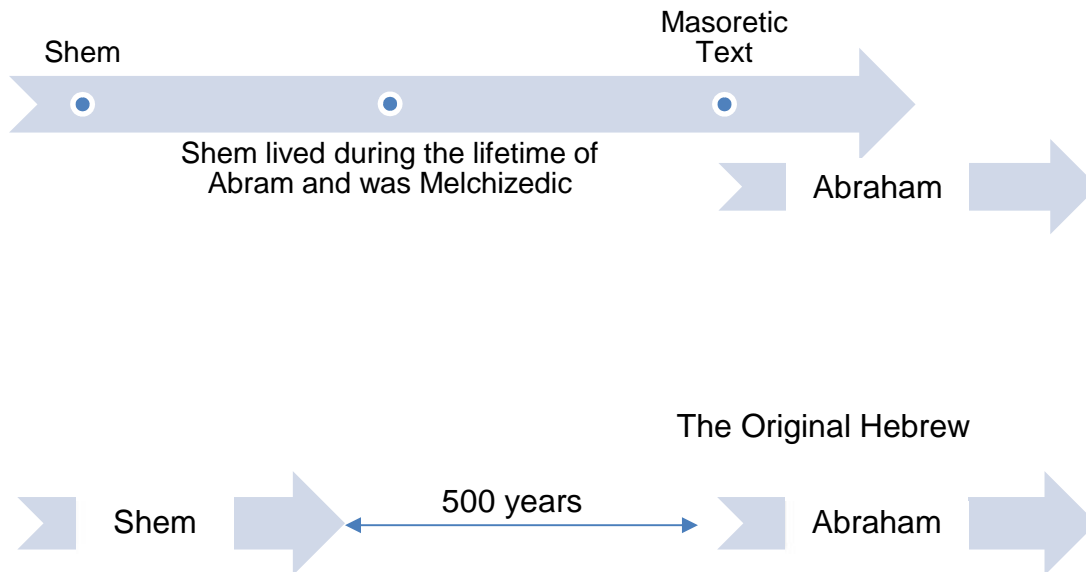 Shem
Masoretic
Text
Shem lived during the lifetime of
Abram and was Melchizedic
Abraham
The Original Hebrew
Shem
500 years
Abraham